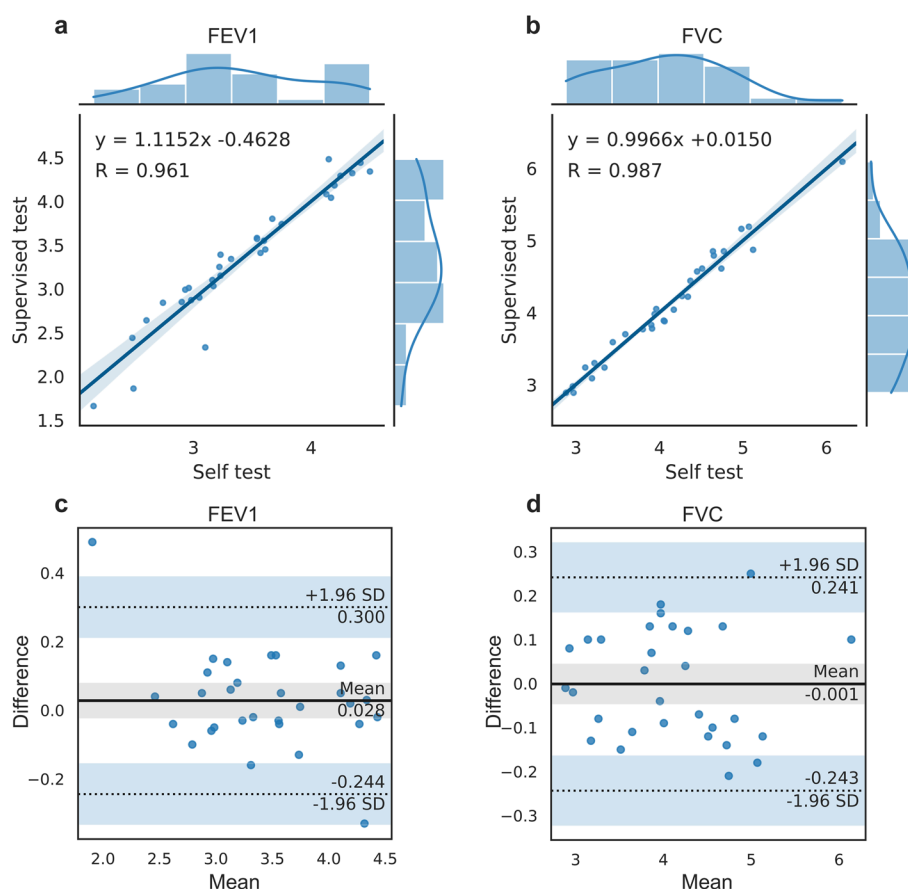 a
FEV1
y = 1.1152x -0.4628
R = 0.961
Supervised test
4.5
4.0
3.5
3.0
2.5
2.0
1.5
3
4
Self test
b
FVC
y = 0.9966x +0.0150
R = 0.987
Supervised test
6
5
4
3
3
4
5
6
Self test
c
FEV1
Difference
0.4
0.2
0.0
−0.2
+1.96 SD
0.300
Mean
0.028
-0.244
-1.96 SD
2.0
2.5
3.0
3.5
4.0
4.5
Mean
d
FVC
Difference
0.3
0.2
0.1
0.0
−0.1
−0.2
−0.3
+1.96 SD
0.241
Mean
-0.001
-0.243
-1.96 SD
3
4
5
6
Mean